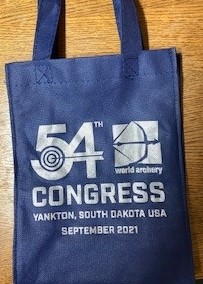 54TH
world archery
CONGRESS
YANKTON, SOUTH DAKOTA USA
SEPTEMBER 2021